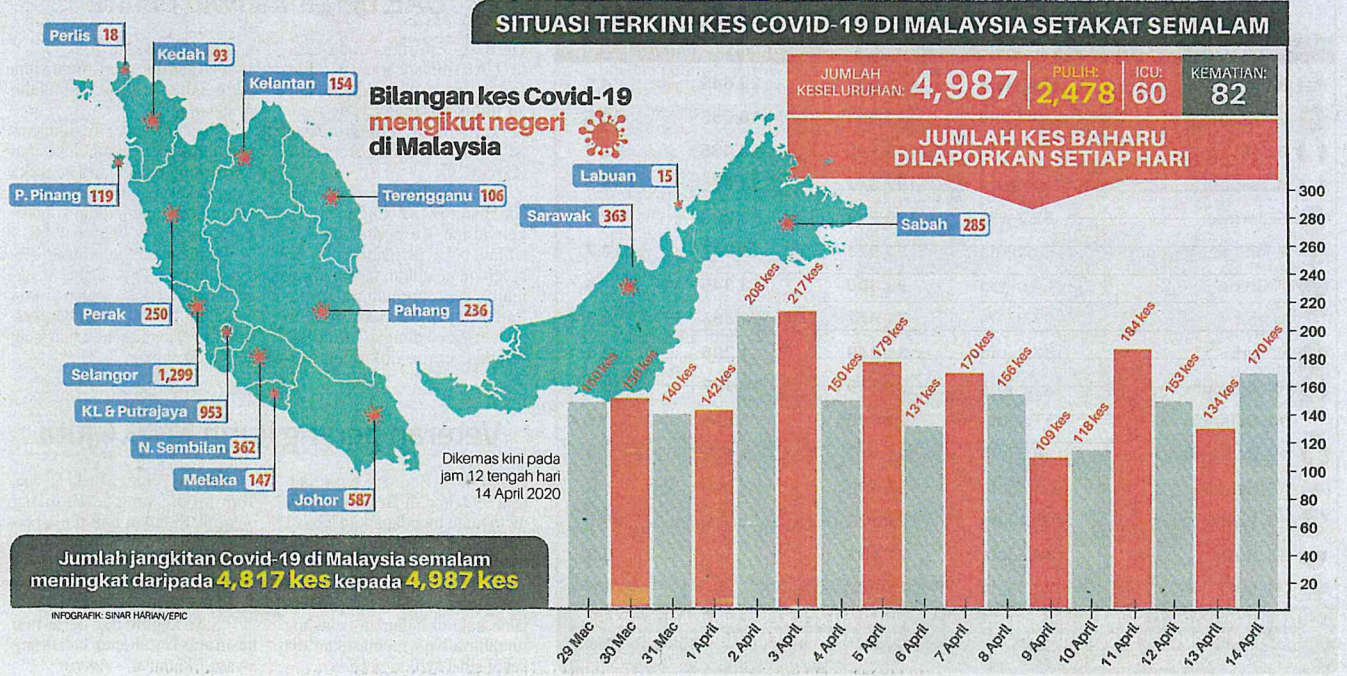 SITUASI TERKINI KES COVID-19 DI MALAYSIA SETAKAT SEMALAM
JUMLAH
KESELURUHAN: 4,987
PULIH:
2,478
ICU:
60
KEMATIAN:
82
JUMLAH KES BAHARU
DILAPORKAN SETIAP HARI
Bilangan kes Covid-19
mengikut negeri
di Malaysia
Perlis 18
Kedah 93
Kelantan 154
P. Pinang 119
Terengganu 106
Perak 250
Pahang 236
Selangor 1,299
KL & Putrajaya 953
N. Sembilan 362
Melaka 147
Johor 587
Labuan 15
Sarawak 363
Sabah 285
Dikemas kini pada
jam 12 tengah hari
14 April 2020
Jumlah jangkitan Covid-19 di Malaysia semalam
meningkat daripada 4,817 kes kepada 4,987 kes
INFOGRAFIK: SINAR HARIAN/EPIC
300
280
260
240
220
200
180
160
140
120
100
80
60
40
20
kes
kes
140 kes
142 kes
208 kes
217 kes
150 kes
179 kes
131 kes
170 kes
156 kes
109 kes
118 kes
184 kes
153 kes
134 kes
170 kes
29 Mac
30 Mac
31 Mac
1 April
2 April
3 April
4 April
5 April
6 April
7 April
8 April
9 April
10 April
11 April
12 April
13 April
14 April